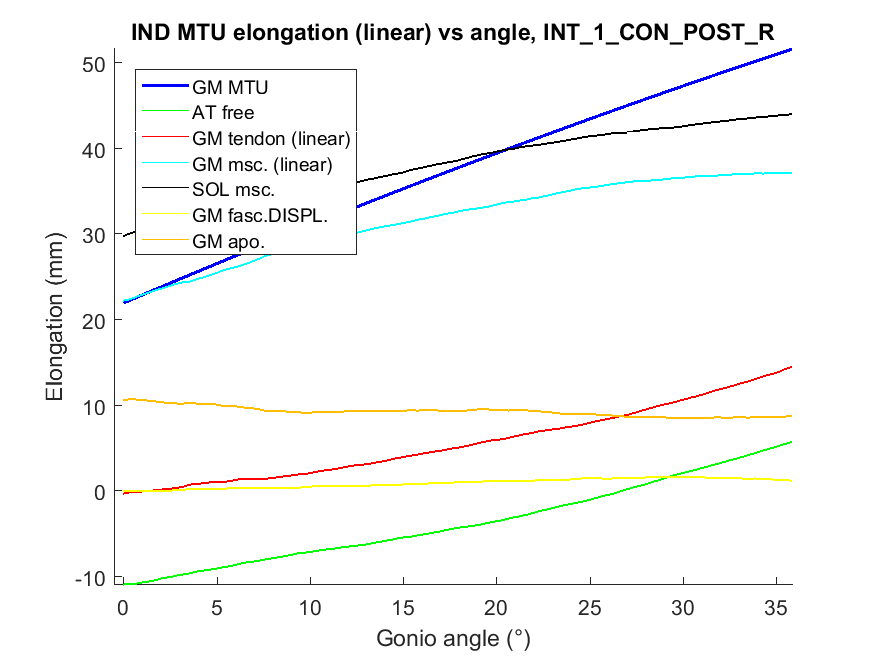 IND MTU elongation (linear) vs angle, INT_1_CON_POST_R
50
40
30
20
10
0
-10
Elongation (mm)
GM MTU
AT free
GM tendon (linear)
GM msc. (linear)
SOL msc.
GM fasc.DISPL.
GM apo.
0 5 10 15 20 25 30 35
Gonio angle (°)